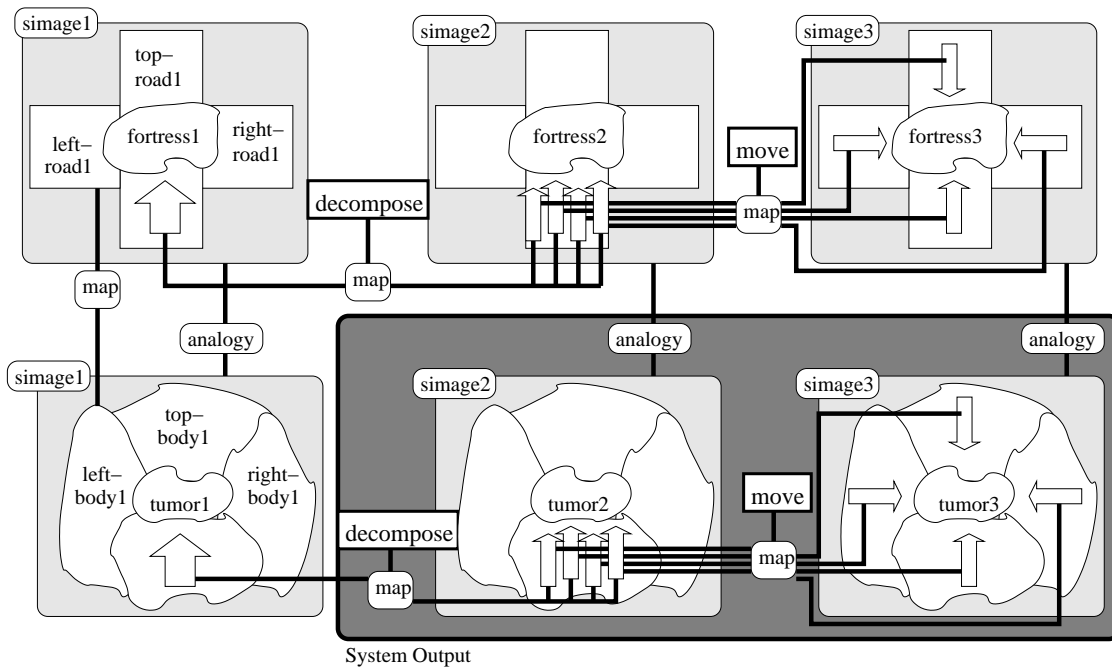 simage1
top–
road1
left–
road1
fortress1
right–
road1
decompose
map
map
simage2
fortress2
move
map
simage3
fortress3
analogy
analogy
analogy
simage1
top–
body1
left–
body1
tumor1
right–
body1
simage2
tumor2
decompose
map
move
map
simage3
tumor3
System Output